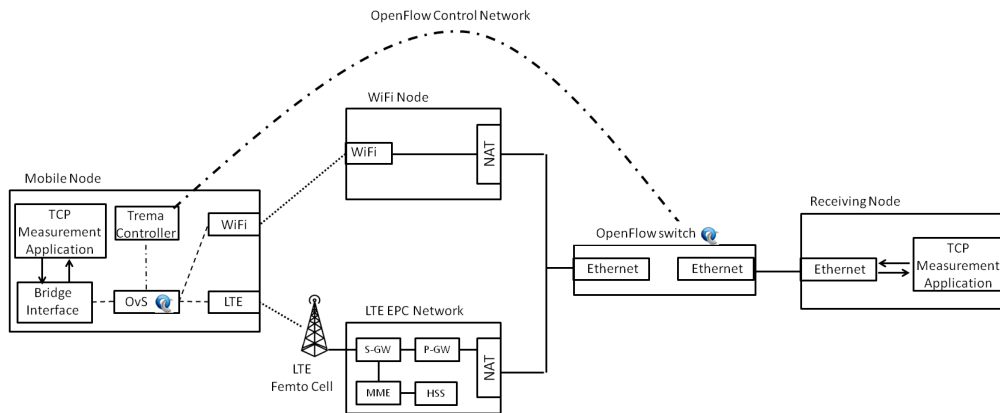 OpenFlow Control Network
WiFi Node
WiFi
NAT
Mobile Node
TCP
Measurement
Application
Trema
Controller
WiFi
Bridge
Interface
OvS
LTE
LTE
Femto Cell
LTE EPC Network
S-GW
P-GW
NAT
MME
HSS
OpenFlow switch
Ethernet
Ethernet
Receiving Node
Ethernet
TCP
Measurement
Application